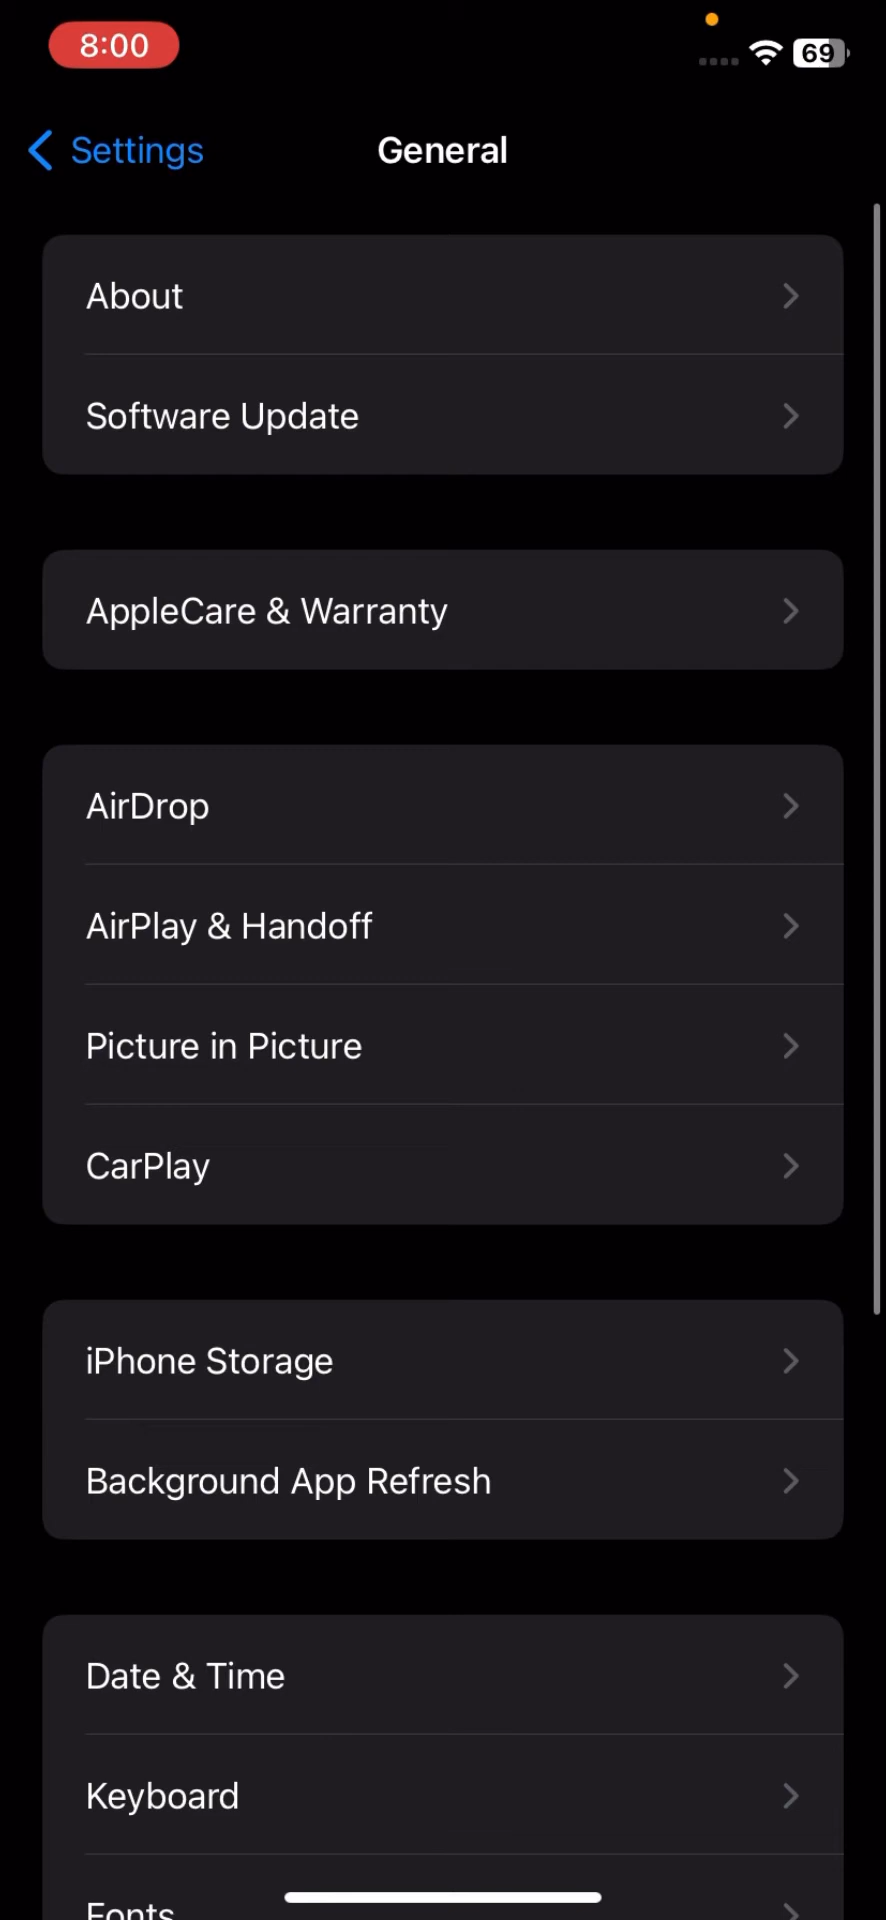 8:00
69
Settings
General
About
Software Update
AppleCare & Warranty
AirDrop
AirPlay & Handoff
Picture in Picture
CarPlay
iPhone Storage
Background App Refresh
Date & Time
Keyboard
Fonts